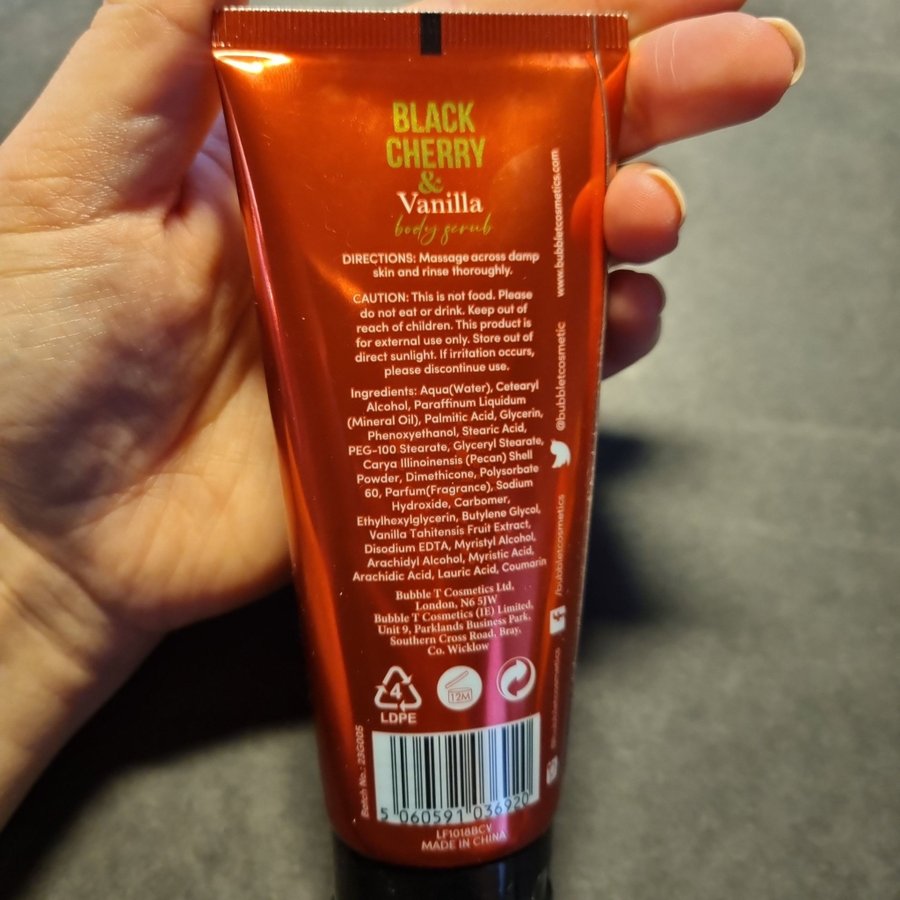 BLACK
CHERRY
&
Vanilla
body scrub
DIRECTIONS: Massage across damp
skin and rinse thoroughly.
CAUTION: This is not food. Please
do not eat or drink. Keep out of
reach of children. This product is
for external use only. Store out of
direct sunlight. If irritation occurs,
please discontinue use.
Ingredients: Aqua(Water), Cetearyl
Alcohol, Paraffinum Liquidum
(Mineral Oil), Palmitic Acid, Glycerin,
Phenoxyethanol, Stearic Acid,
PEG-100 Stearate, Glyceryl Stearate,
Carya Illinoinensis (Pecan) Shell
Powder, Dimethicone, Polysorbate
60, Parfum(Fragrance), Sodium
Hydroxide, Carbomer,
Ethylhexylglycerin, Butylene Glycol,
Vanilla Tahitensis Fruit Extract,
Disodium EDTA, Myristyl Alcohol,
Arachidyl Alcohol, Myristic Acid,
Arachidic Acid, Lauric Acid, Coumarin
Bubble T Cosmetics Ltd.
London, N6 5JW
Bubble T Cosmetics (IE) Limited,
Unit 9, Parklands Business Park,
Southern Cross Road, Bray,
Co. Wicklow
4
LDPE
12M
Batch No.: 23G005
5 060591 036920
LF1018BCV
MADE IN CHINA
www.bubbletcosmetics.com
@bubbletcosmetic
/bubbletcosmetics